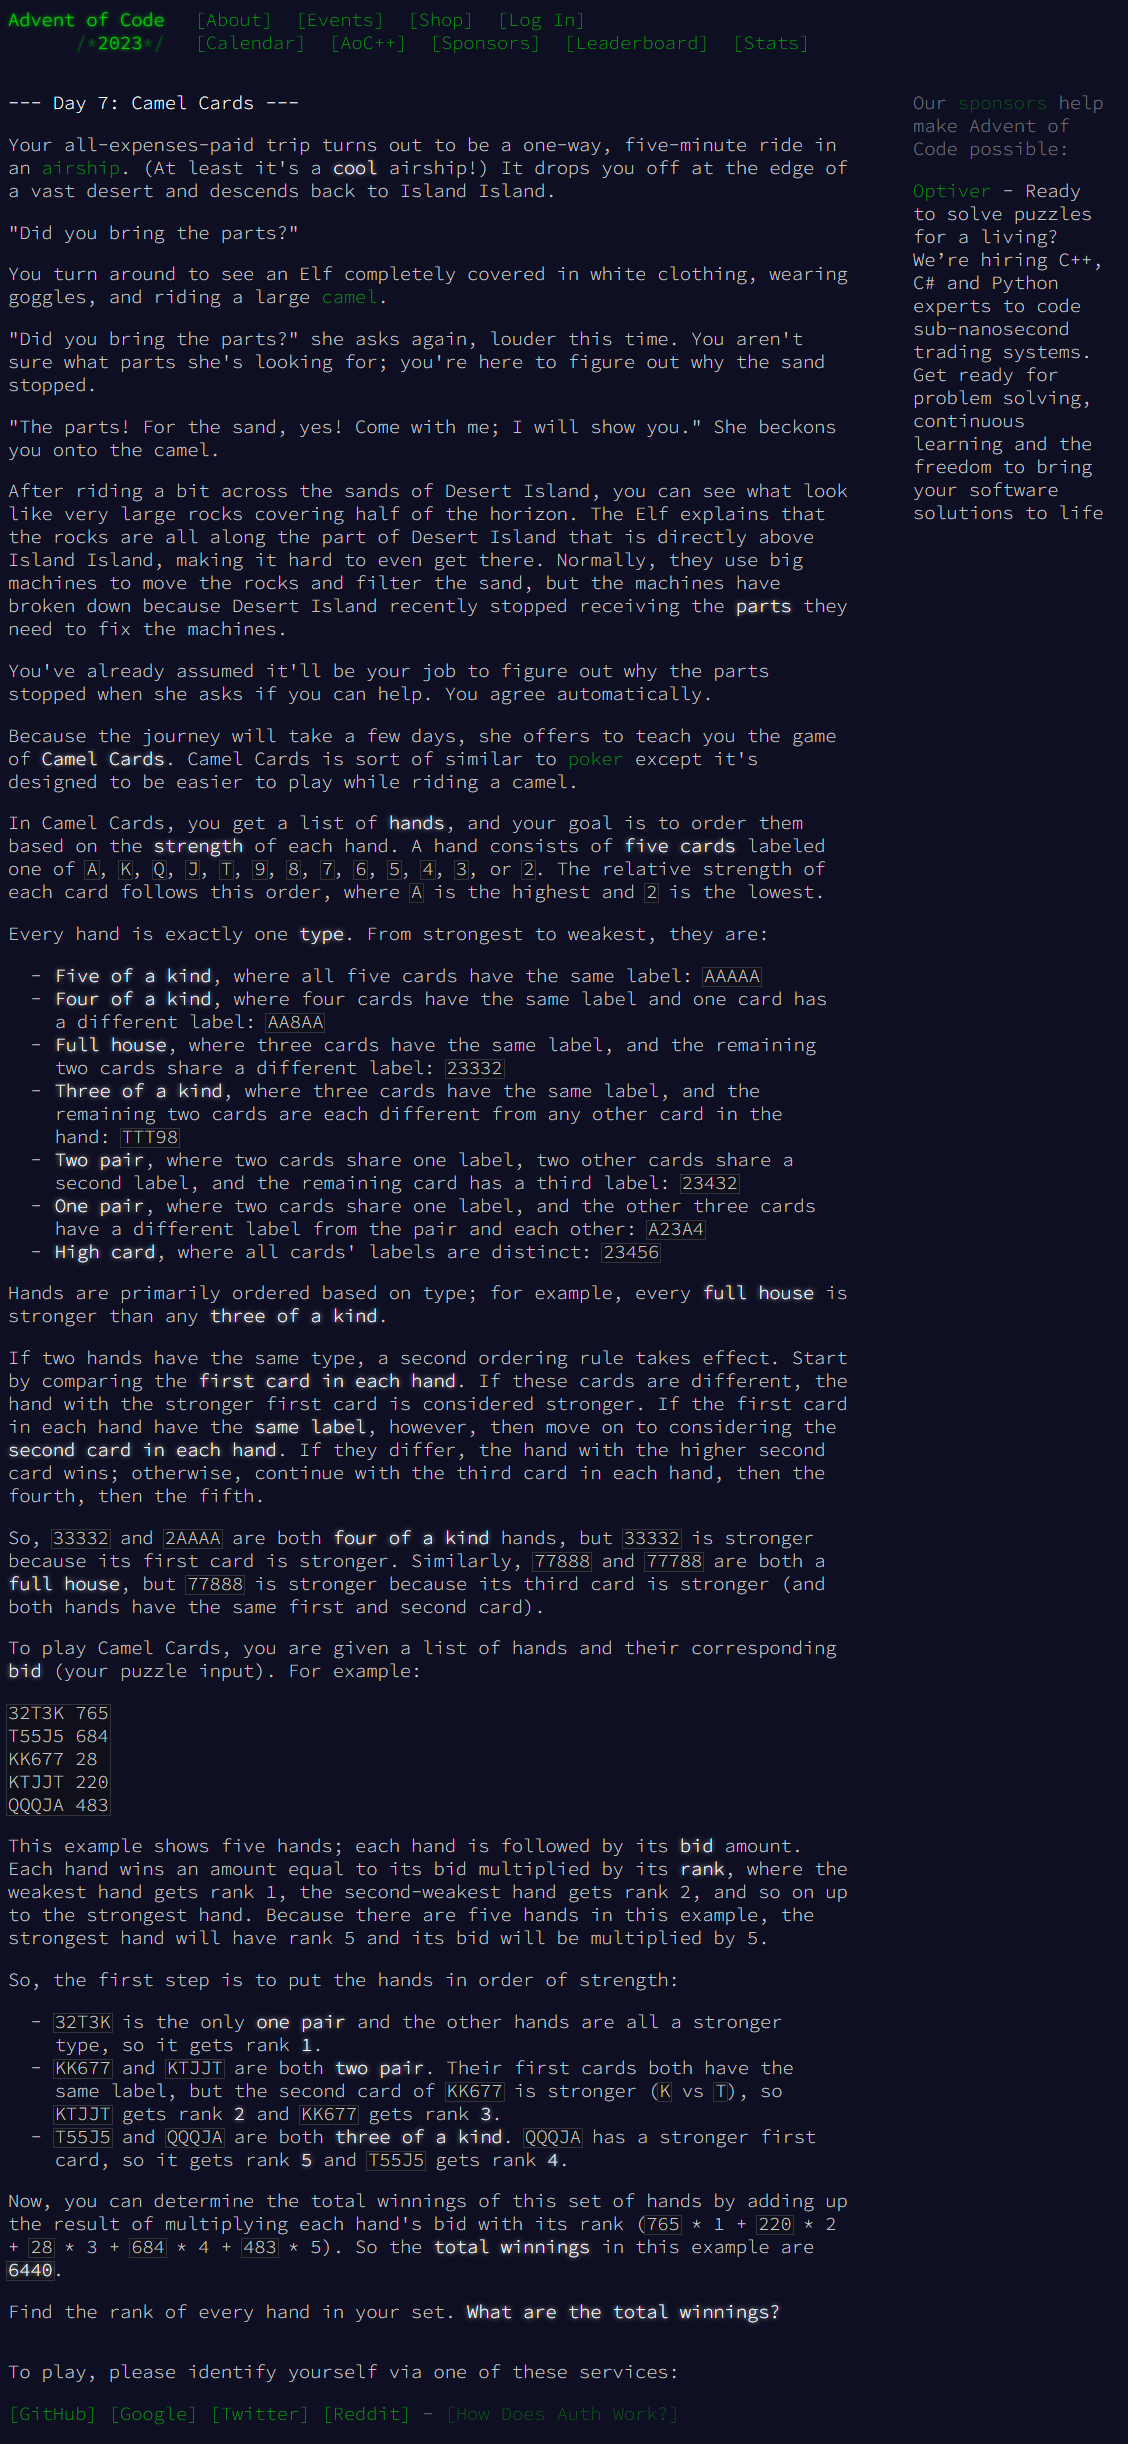 Advent of Code [About] [Events] [Shop] [Log In]
/*2023*/ [Calendar] [AoC++] [Sponsors] [Leaderboard] [Stats]
--- Day 7: Camel Cards ---
Your all-expenses-paid trip turns out to be a one-way, five-minute ride in
an airship. (At least it's a cool airship!) It drops you off at the edge of
a vast desert and descends back to Island Island.
"Did you bring the parts?"
You turn around to see an Elf completely covered in white clothing, wearing
goggles, and riding a large camel.
"Did you bring the parts?" she asks again, louder this time. You aren't
sure what parts she's looking for; you're here to figure out why the sand
stopped.
"The parts! For the sand, yes! Come with me; I will show you." She beckons
you onto the camel.
After riding a bit across the sands of Desert Island, you can see what look
like very large rocks covering half of the horizon. The Elf explains that
the rocks are all along the part of Desert Island that is directly above
Island Island, making it hard to even get there. Normally, they use big
machines to move the rocks and filter the sand, but the machines have
broken down because Desert Island recently stopped receiving the parts they
need to fix the machines.
You've already assumed it'll be your job to figure out why the parts
stopped when she asks if you can help. You agree automatically.
Because the journey will take a few days, she offers to teach you the game
of Camel Cards. Camel Cards is sort of similar to poker except it's
designed to be easier to play while riding a camel.
In Camel Cards, you get a list of hands, and your goal is to order them
based on the strength of each hand. A hand consists of five cards labeled
one of A, K, Q, J, T, 9, 8, 7, 6, 5, 4, 3, or 2. The relative strength of
each card follows this order, where A is the highest and 2 is the lowest.
Every hand is exactly one type. From strongest to weakest, they are:
- Five of a kind, where all five cards have the same label: AAAAA
- Four of a kind, where four cards have the same label and one card has
a different label: AA8AA
- Full house, where three cards have the same label, and the remaining
two cards share a different label: 23332
- Three of a kind, where three cards have the same label, and the
remaining two cards are each different from any other card in the
hand: TTT98
- Two pair, where two cards share one label, two other cards share a
second label, and the remaining card has a third label: 23432
- One pair, where two cards share one label, and the other three cards
have a different label from the pair and each other: A23A4
- High card, where all cards' labels are distinct: 23456
Hands are primarily ordered based on type; for example, every full house is
stronger than any three of a kind.
If two hands have the same type, a second ordering rule takes effect. Start
by comparing the first card in each hand. If these cards are different, the
hand with the stronger first card is considered stronger. If the first card
in each hand have the same label, however, then move on to considering the
second card in each hand. If they differ, the hand with the higher second
card wins; otherwise, continue with the third card in each hand, then the
fourth, then the fifth.
So, 33332 and 2AAAA are both four of a kind hands, but 33332 is stronger
because its first card is stronger. Similarly, 77888 and 77788 are both a
full house, but 77888 is stronger because its third card is stronger (and
both hands have the same first and second card).
To play Camel Cards, you are given a list of hands and their corresponding
bid (your puzzle input). For example:
32T3K 765
T55J5 684
KK677 28
KTJJT 220
QQQJA 483
This example shows five hands; each hand is followed by its bid amount.
Each hand wins an amount equal to its bid multiplied by its rank, where the
weakest hand gets rank 1, the second-weakest hand gets rank 2, and so on up
to the strongest hand. Because there are five hands in this example, the
strongest hand will have rank 5 and its bid will be multiplied by 5.
So, the first step is to put the hands in order of strength:
- 32T3K is the only one pair and the other hands are all a stronger
type, so it gets rank 1.
- KK677 and KTJJT are both two pair. Their first cards both have the
same label, but the second card of KK677 is stronger (K vs T), so
KTJJT gets rank 2 and KK677 gets rank 3.
- T55J5 and QQQJA are both three of a kind. QQQJA has a stronger first
card, so it gets rank 5 and T55J5 gets rank 4.
Now, you can determine the total winnings of this set of hands by adding up
the result of multiplying each hand's bid with its rank (765 * 1 + 220 * 2
+ 28 * 3 + 684 * 4 + 483 * 5). So the total winnings in this example are
6440.
Find the rank of every hand in your set. What are the total winnings?
To play, please identify yourself via one of these services:
[GitHub] [Google] [Twitter] [Reddit] - [How Does Auth Work?]
Our sponsors help
make Advent of
Code possible:
Optiver - Ready
to solve puzzles
for a living?
We’re hiring C++,
C# and Python
experts to code
sub-nanosecond
trading systems.
Get ready for
problem solving,
continuous
learning and the
freedom to bring
your software
solutions to life